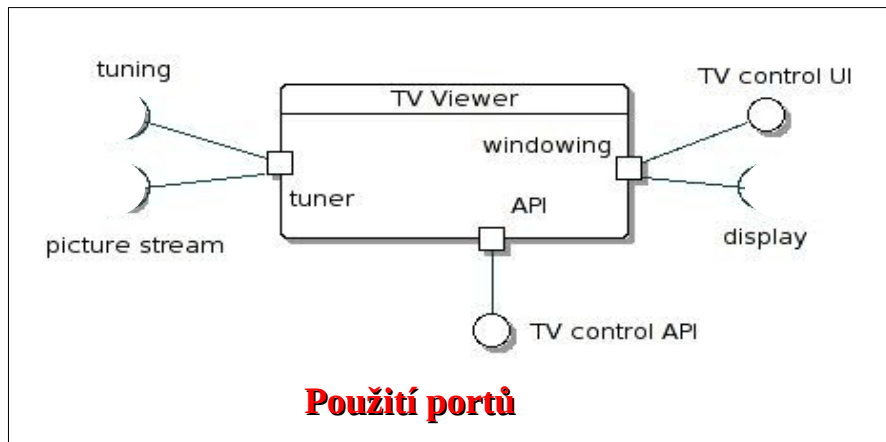 tuning
TV Viewer
TV control UI
windowing
tuner
API
picture stream
display
TV control API
Použití portů